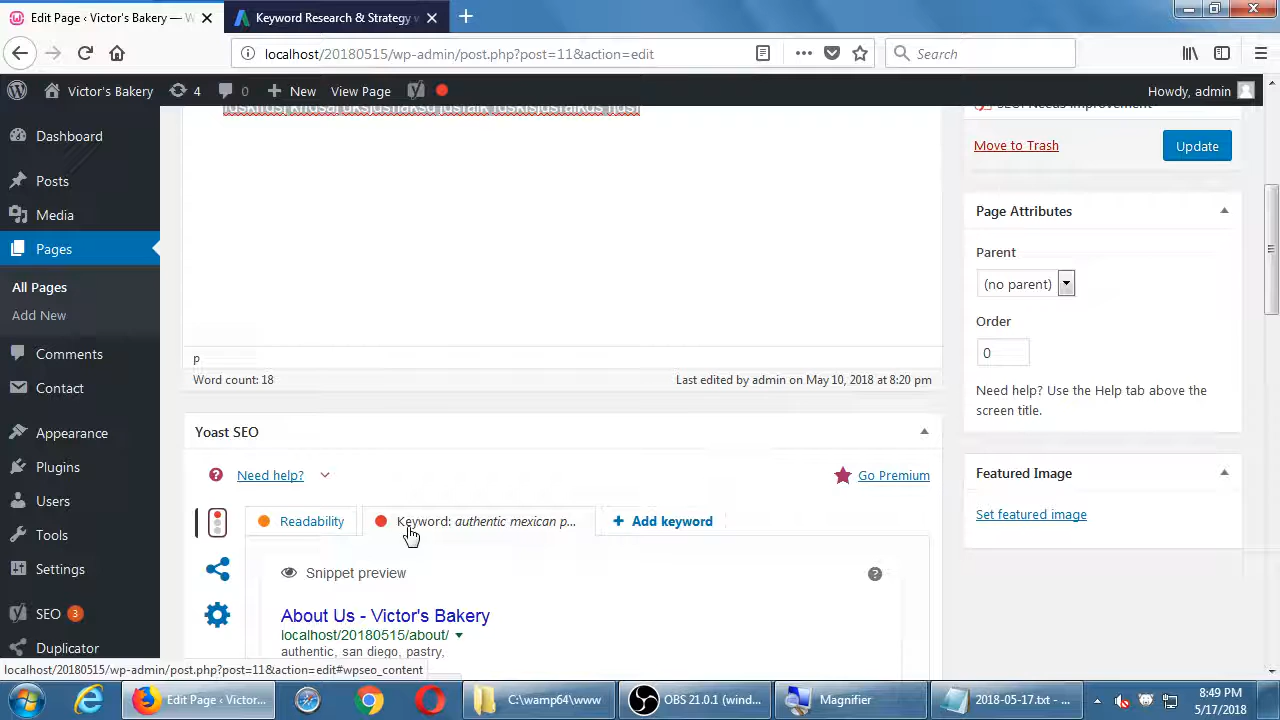 Edit Page ‹ Victor's Bakery — W
Keyword Research & Strategy
localhost/20180515/wp-admin/post.php?post=11&action=edit
Search
Victor's Bakery
4
0
New
View Page
Howdy, admin
SEO: Needs Improvement
Move to Trash
Update
Dashboard
Posts
Media
Pages
All Pages
Add New
Comments
Contact
Appearance
Plugins
Users
Tools
Settings
SEO 3
Duplicator
p
Word count: 18
Last edited by admin on May 10, 2018 at 8:20 pm
Page Attributes
Parent
(no parent)
Order
0
Need help? Use the Help tab above the
screen title.
Featured Image
Set featured image
Yoast SEO
Need help?
Go Premium
Readability
Keyword: authentic mexican p...
Add keyword
Snippet preview
About Us - Victor's Bakery
localhost/20180515/about/
authentic, san diego, pastry,
localhost/20180515/wp-admin/post.php?post=11&action=edit#wpseo_content
Edit Page ‹ Victor...
C:\wamp64\www
OBS 21.0.1 (wind...
Magnifier
2018-05-17.txt - ...
8:49 PM
5/17/2018